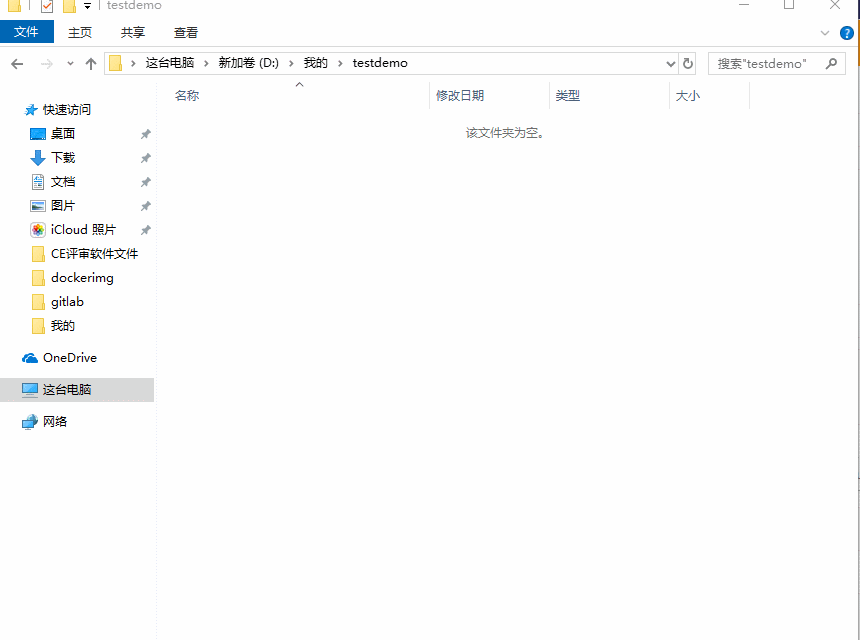 testdemo
文件 主页 共享 查看
这台电脑 新加卷 (D:) 我的 testdemo 搜索"testdemo"
名称 修改日期 类型 大小
该文件夹为空。
快速访问
桌面
下载
文档
图片
iCloud 照片
CE评审软件文件
dockerimg
gitlab
我的
OneDrive
这台电脑
网络